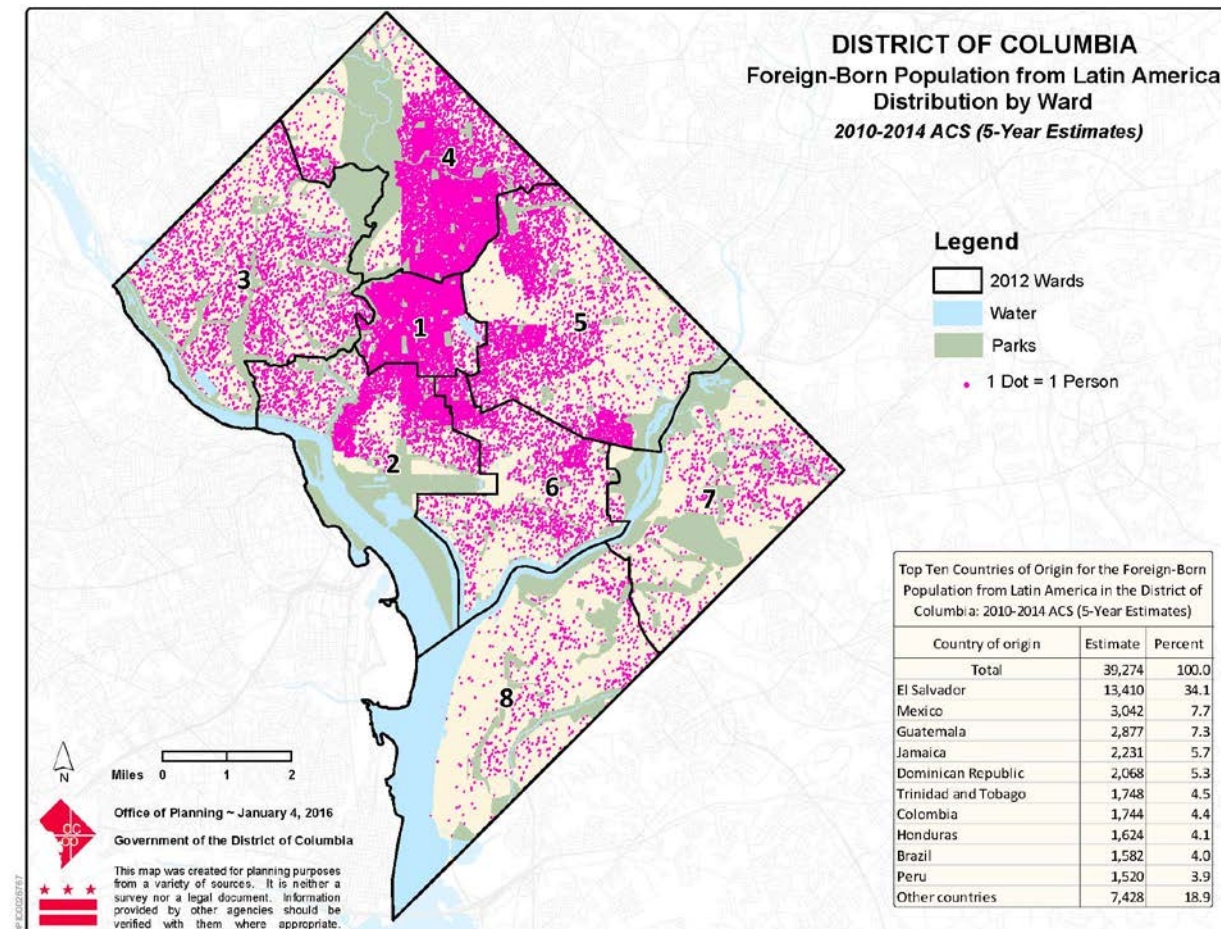 DISTRICT OF COLUMBIA
Foreign-Born Population from Latin America
Distribution by Ward
2010-2014 ACS (5-Year Estimates)
4
3
1
5
2
6
7
8
Legend
2012 Wards
Water
Parks
1 Dot = 1 Person
Top Ten Countries of Origin for the Foreign-Born
Population from Latin America in the District of
Columbia: 2010-2014 ACS (5-Year Estimates)
Country of origin Estimate Percent
Total 39,274 100.0
El Salvador 13,410 34.1
Mexico 3,042 7.7
Guatemala 2,877 7.3
Jamaica 2,231 5.7
Dominican Republic 2,068 5.3
Trinidad and Tobago 1,748 4.5
Colombia 1,744 4.4
Honduras 1,624 4.1
Brazil 1,582 4.0
Peru 1,520 3.9
Other countries 7,428 18.9
N
Miles 0 1 2
dc
op
Office of Planning ~ January 4, 2016
Government of the District of Columbia
This map was created for planning purposes
from a variety of sources. It is neither a
survey nor a legal document. Information
provided by other agencies should be
verified with them where appropriate.